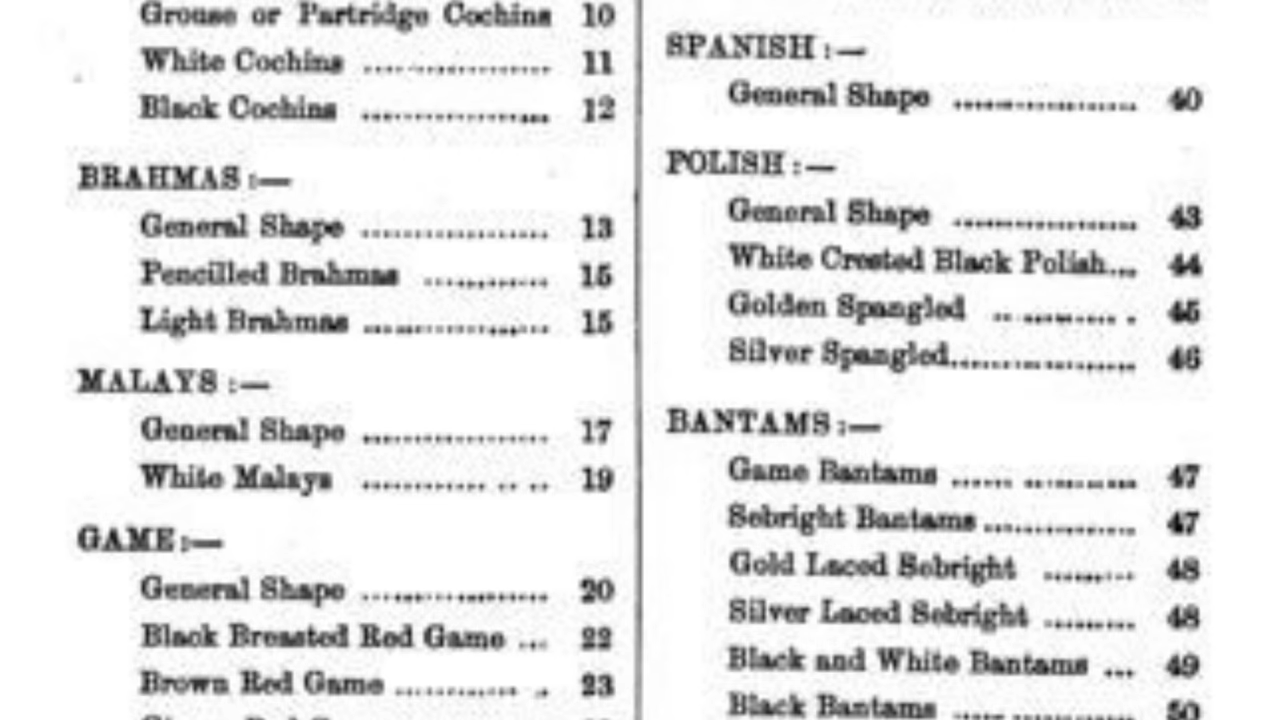 Grouse or Partridge Cochins 10
White Cochins .................... 11
Black Cochins .................... 12
BRAHMAS :—
General Shape .................... 13
Pencilled Brahmas ............. 15
Light Brahmas .................... 15
MALAYS :—
General Shape .................... 17
White Malays ............. .. .. 19
GAME :—
General Shape .................... 20
Black Breasted Red Game ... 22
Brown Red Game ............. . 23
SPANISH :—
General Shape .................... 40
POLISH :—
General Shape .................... 43
White Crested Black Polish... 44
Golden Spangled .. .......... . 45
Silver Spangled.................... 46
BANTAMS :—
Game Bantams ...... ............ 47
Sebright Bantams ................ 47
Gold Laced Sebright .......... 48
Silver Laced Sebright .......... 48
Black and White Bantams ... 49
Black Bantams ..... ............. 50